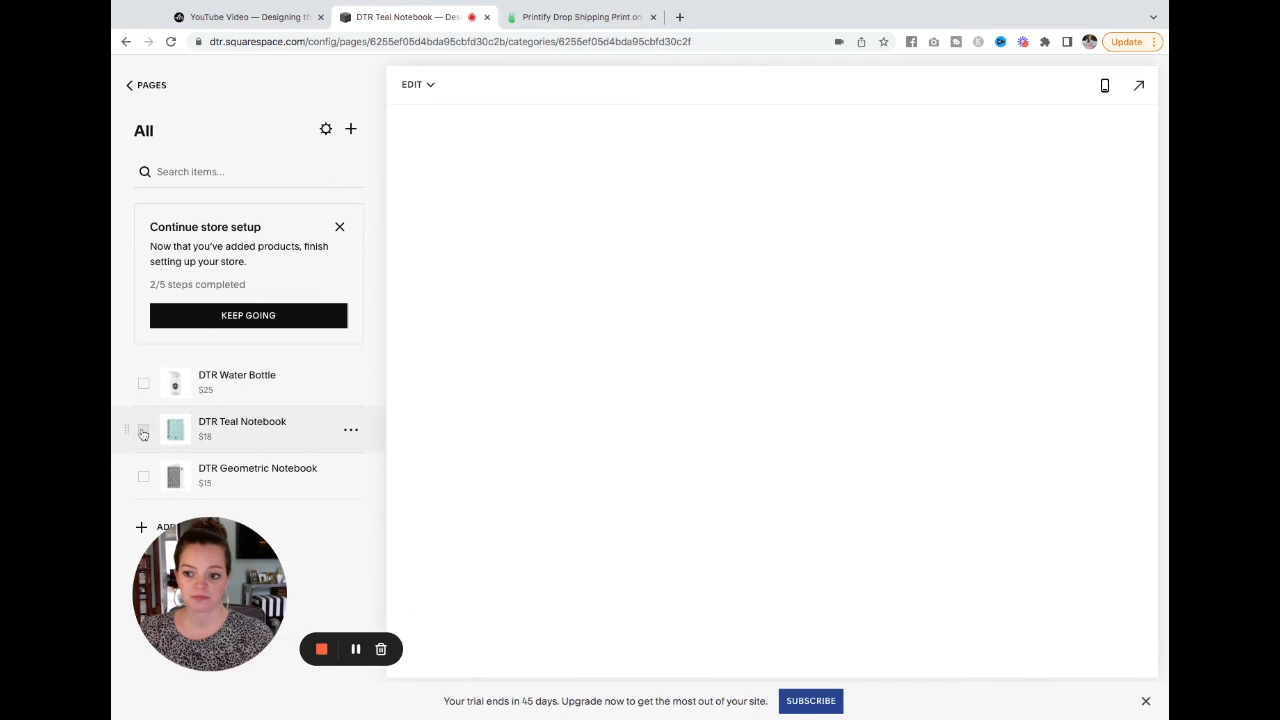 YouTube Video — Designing th
DTR Teal Notebook — Des
Printify Drop Shipping Print on
dtr.squarespace.com/config/pages/6255ef05d4bda95cbfd30c2b/categories/6255ef05d4bda95cbfd30c2f
Update
PAGES
EDIT
All
Search items...
Continue store setup
Now that you've added products, finish
setting up your store.
2/5 steps completed
KEEP GOING
DTR Water Bottle
$25
DTR Teal Notebook
$18
DTR Geometric Notebook
$15
ADD
Your trial ends in 45 days. Upgrade now to get the most out of your site.
SUBSCRIBE